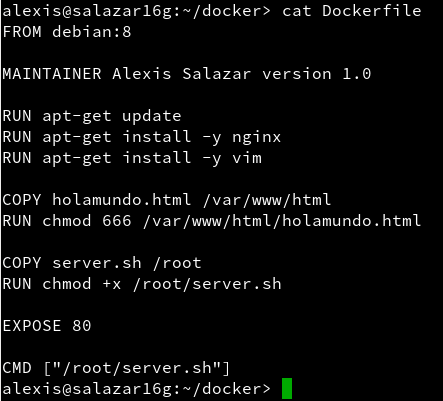 alexis@salazar16g:~/docker> cat Dockerfile
FROM debian:8
MAINTAINER Alexis Salazar version 1.0
RUN apt-get update
RUN apt-get install -y nginx
RUN apt-get install -y vim
COPY holamundo.html /var/www/html
RUN chmod 666 /var/www/html/holamundo.html
COPY server.sh /root
RUN chmod +x /root/server.sh
EXPOSE 80
CMD ["/root/server.sh"]
alexis@salazar16g:~/docker>